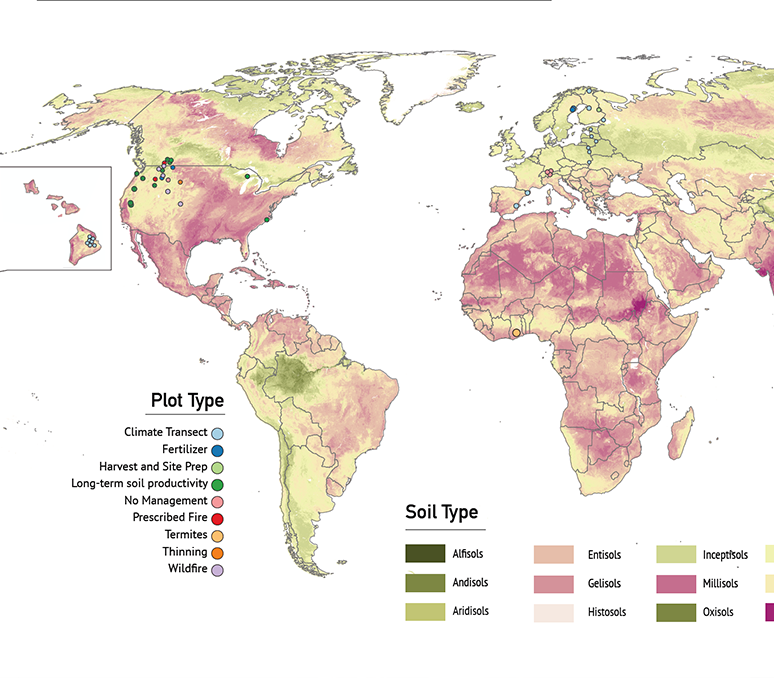 Plot Type
Climate Transect
Fertilizer
Harvest and Site Prep
Long-term soil productivity
No Management
Prescribed Fire
Termites
Thinning
Wildfire
Soil Type
Alfisols
Entisols
Inceptisols
Andisols
Gelisols
Millisols
Aridisols
Histosols
Oxisols